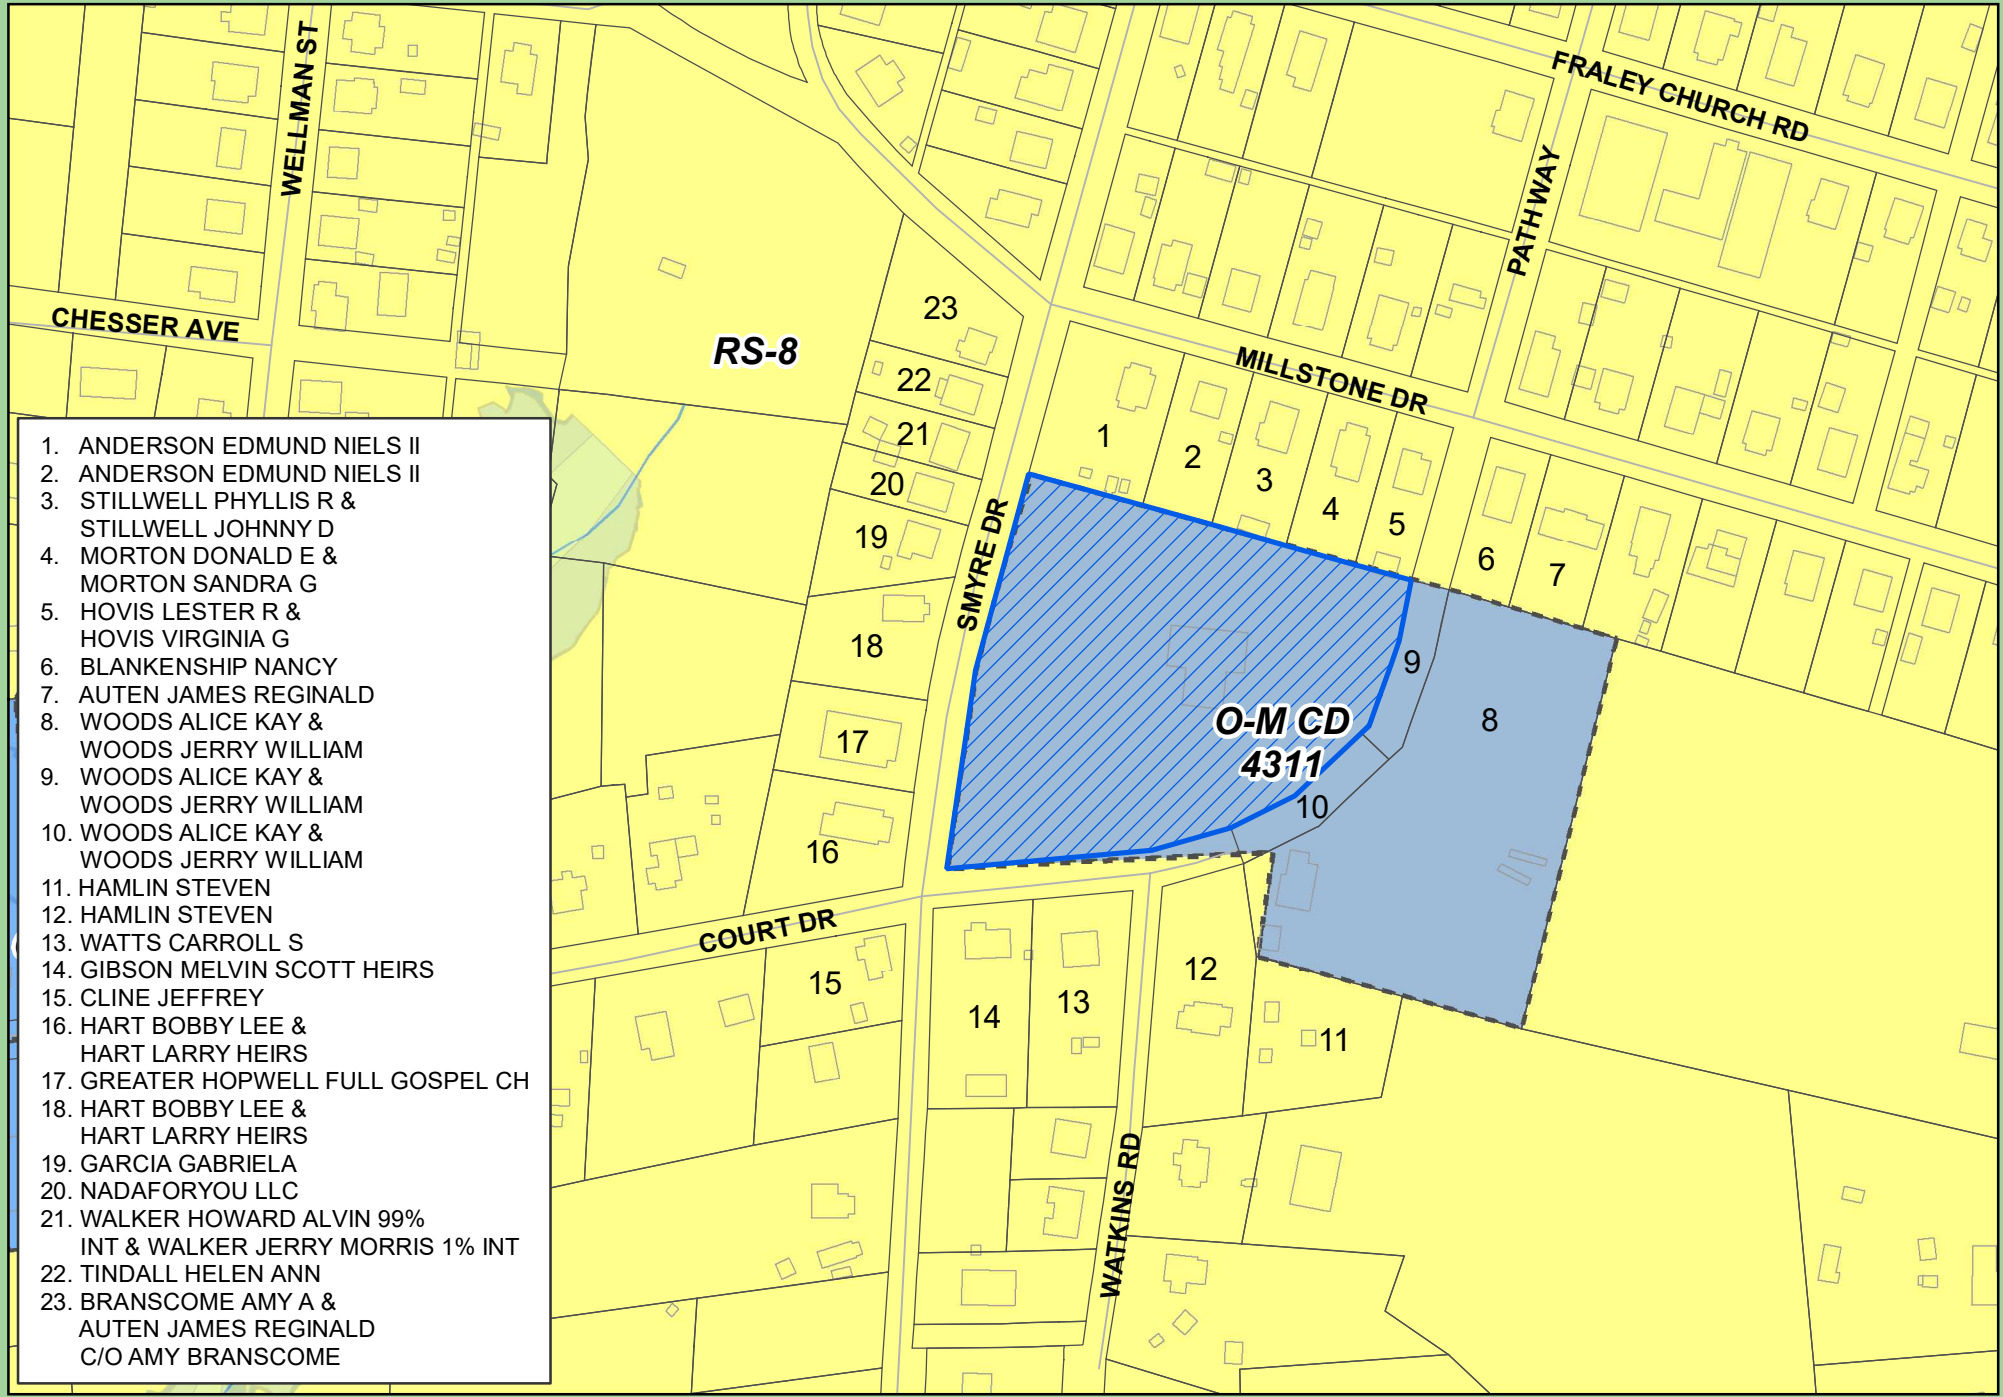 WELLMAN ST
FRALEY CHURCH RD
PATHWAY
CHESSER AVE
RS-8
MILLSTONE DR
SMYRE DR
O-M CD
4311
COURT DR
WATKINS RD
23
22
21
20
19
18
17
16
15
14
13
12
11
10
9
8
7
6
5
4
3
2
1
1. ANDERSON EDMUND NIELS II
2. ANDERSON EDMUND NIELS II
3. STILLWELL PHYLLIS R &
STILLWELL JOHNNY D
4. MORTON DONALD E &
MORTON SANDRA G
5. HOVIS LESTER R &
HOVIS VIRGINIA G
6. BLANKENSHIP NANCY
7. AUTEN JAMES REGINALD
8. WOODS ALICE KAY &
WOODS JERRY WILLIAM
9. WOODS ALICE KAY &
WOODS JERRY WILLIAM
10. WOODS ALICE KAY &
WOODS JERRY WILLIAM
11. HAMLIN STEVEN
12. HAMLIN STEVEN
13. WATTS CARROLL S
14. GIBSON MELVIN SCOTT HEIRS
15. CLINE JEFFREY
16. HART BOBBY LEE &
HART LARRY HEIRS
17. GREATER HOPWELL FULL GOSPEL CH
18. HART BOBBY LEE &
HART LARRY HEIRS
19. GARCIA GABRIELA
20. NADAFORYOU LLC
21. WALKER HOWARD ALVIN 99%
INT & WALKER JERRY MORRIS 1% INT
22. TINDALL HELEN ANN
23. BRANSCOME AMY A &
AUTEN JAMES REGINALD
C/O AMY BRANSCOME